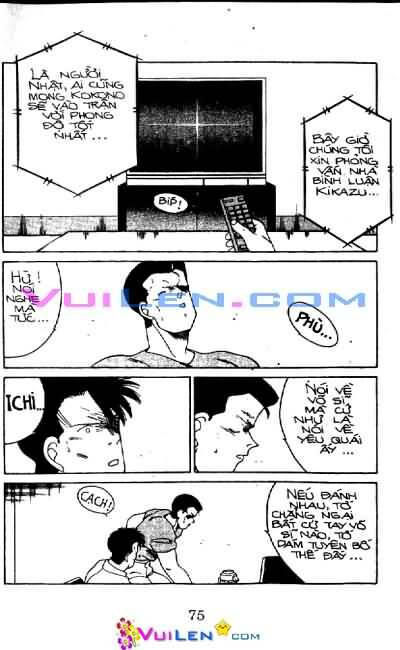 LÀ NGƯỜI
NHẬT, AI CŨNG
MONG KOKONO
SẼ VÀO TRẬN
VỚI PHONG
ĐỘ TỐT
NHẤT...
BÂY GIỜ
CHÚNG TÔI
XIN PHỎNG
VẤN NHÀ
BÌNH LUẬN
KIKAZU...
BÍP!
HỪ!
NÓI
NGHE
MÀ
TỨC...
PHÙ...
VUILEN.COM
NÓI VỀ
VÕ SĨ
MÀ CỨ
NHƯ LÀ
NÓI VỀ
YÊU QUÁI
ẤY...
ICHÌ...
NẾU ĐÁNH
NHAU, TỚ
CHẲNG NGẠI
BẤT CỨ TAY VÕ
SĨ NÀO, TỚ
DÁM TUYÊN BỐ
THẾ ĐẤY...
CẠCH!
75
VUILEN.COM